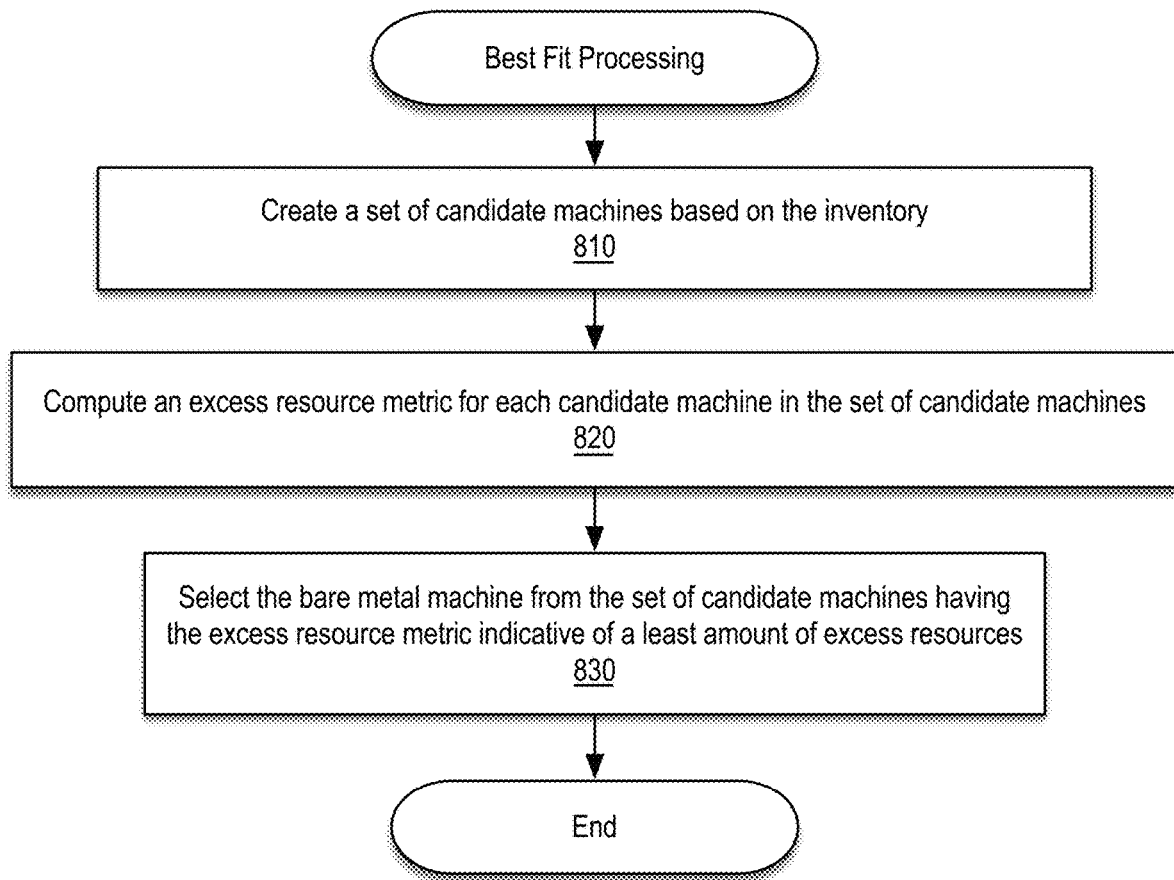 Best Fit Processing
Create a set of candidate machines based on the inventory
810
Compute an excess resource metric for each candidate machine in the set of candidate machines
820
Select the bare metal machine from the set of candidate machines having
the excess resource metric indicative of a least amount of excess resources
830
End